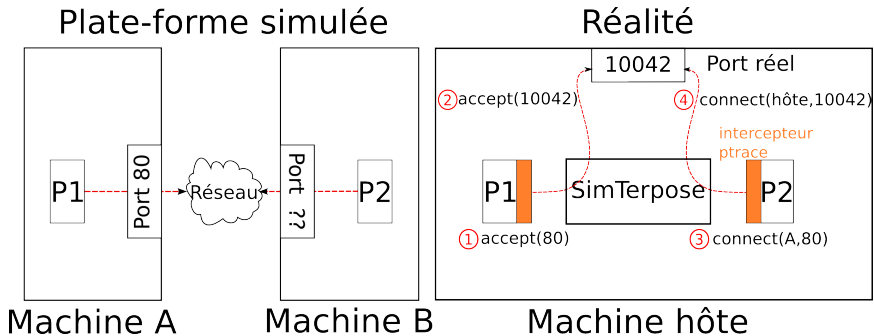 Plate-forme simulée
P1
Port 80
Réseau
Port ??
P2
Machine A
Machine B
Réalité
10042
Port réel
2 accept(10042)
4 connect(hôte,10042)
intercepteur
ptrace
P1
SimTerpose
P2
1 accept(80)
3 connect(A,80)
Machine hôte